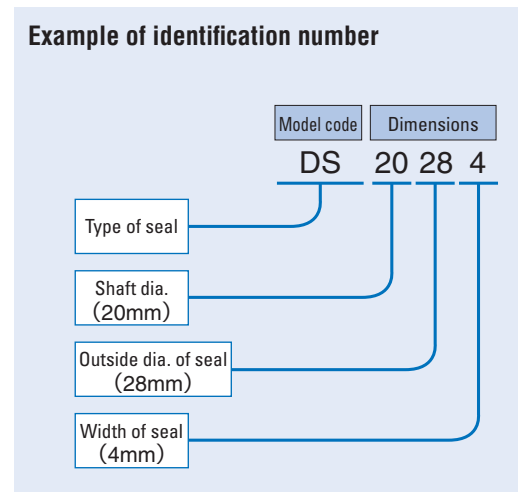 Example of identification number
Model code Dimensions
DS 20 28 4
Type of seal
Shaft dia.
（20mm）
Outside dia. of seal
（28mm）
Width of seal
（4mm）